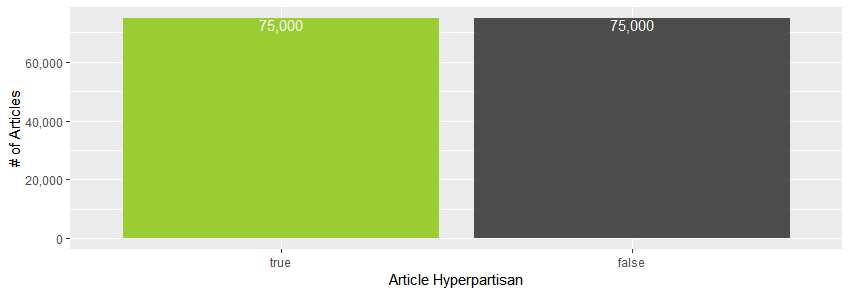 75,000
75,000
# of Articles
60,000
40,000
20,000
0
true
false
Article Hyperpartisan